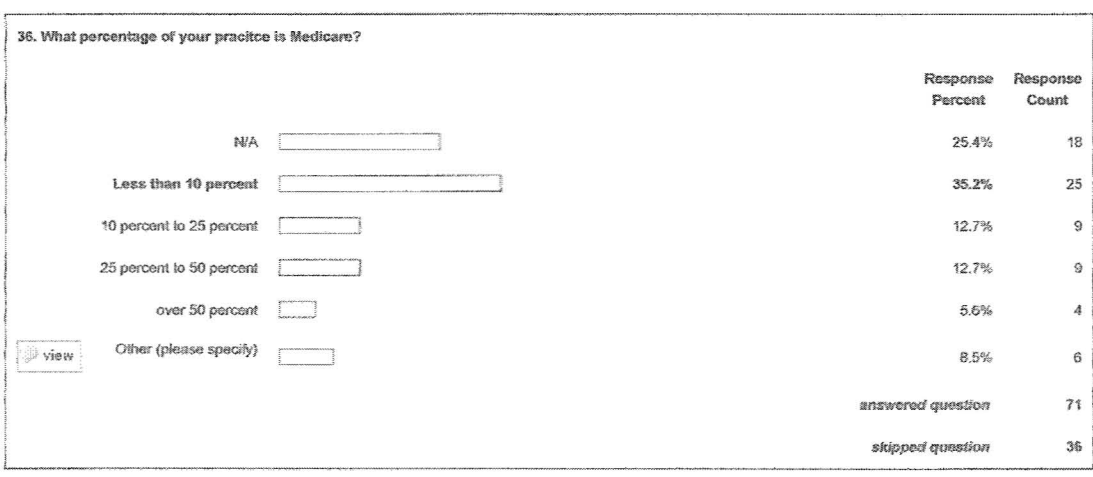 36. What percentage of your pracitce is Medicare?
Response Response
Percent Count
N/A 25.4% 18
Less than 10 percent 35.2% 25
10 percent to 25 percent 12.7% 9
25 percent to 50 percent 12.7% 9
over 50 percent 5.6% 4
view Other (please specify) 8.5% 6
answered question 71
skipped question 36